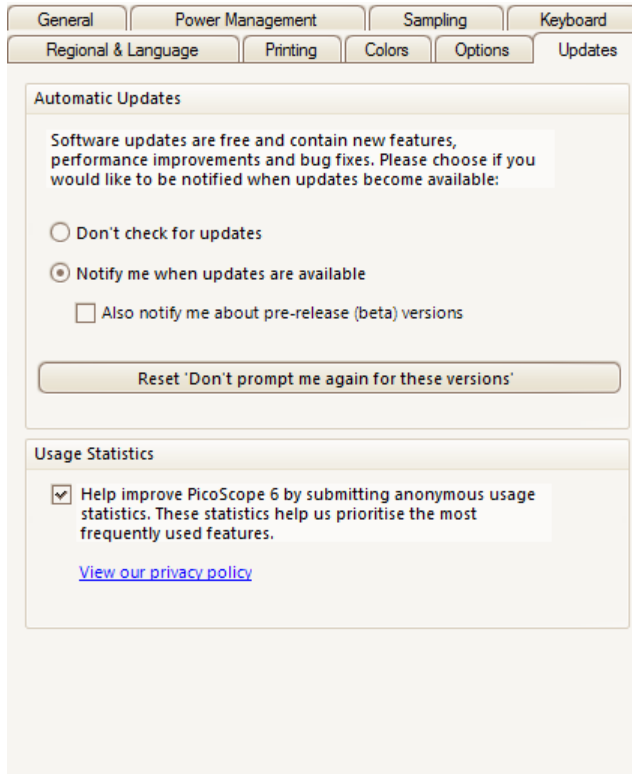 General Power Management Sampling Keyboard
Regional & Language Printing Colors Options Updates
Automatic Updates
Software updates are free and contain new features,
performance improvements and bug fixes. Please choose if you
would like to be notified when updates become available:
Don't check for updates
Notify me when updates are available
Also notify me about pre-release (beta) versions
Reset 'Don't prompt me again for these versions'
Usage Statistics
Help improve PicoScope 6 by submitting anonymous usage
statistics. These statistics help us prioritise the most
frequently used features.
View our privacy policy